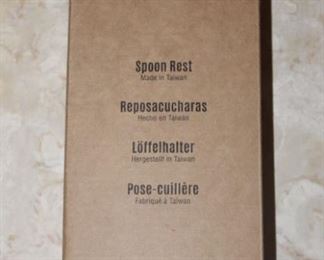 Spoon Rest
Made in Taiwan
Reposacucharas
Hecho en Taiwan
Löffelhalter
Hergestellt in Taiwan
Pose-cuillère
Fabriqué à Taiwan